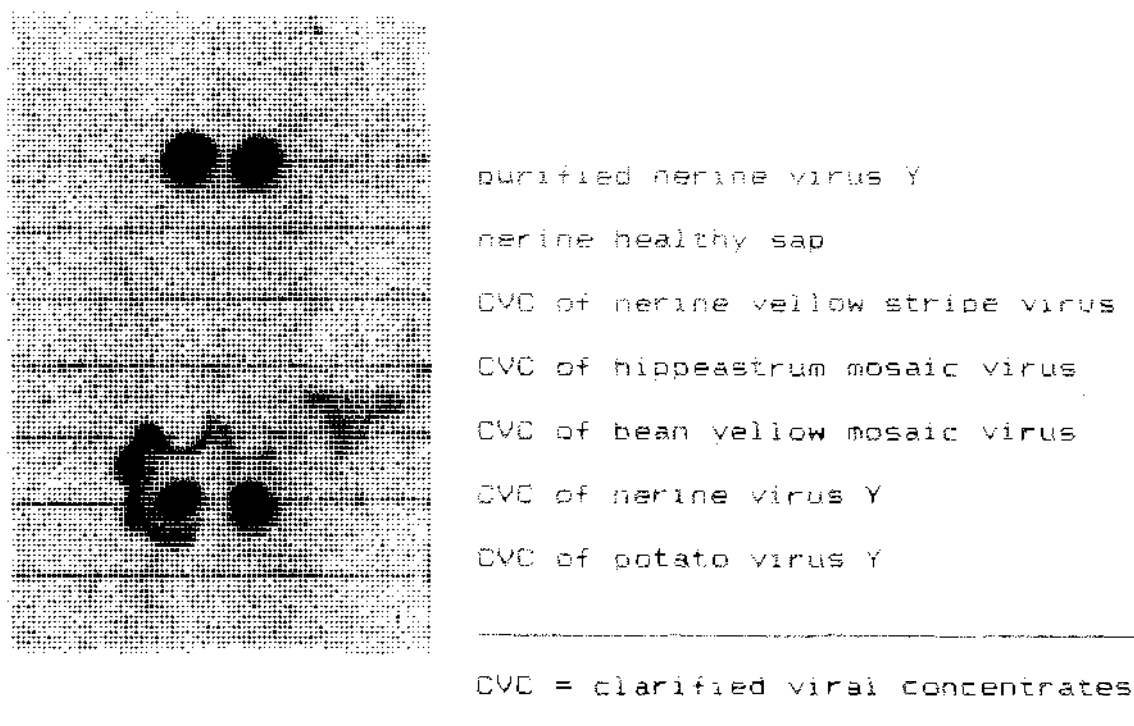 purified nerine virus Y
nerine healthy sap
CVC of nerine yellow stripe virus
CVC of hippeastrum mosaic virus
CVC of bean yellow mosaic virus
CVC of nerine virus Y
CVC of potato virus Y
CVC = clarified viral concentrates